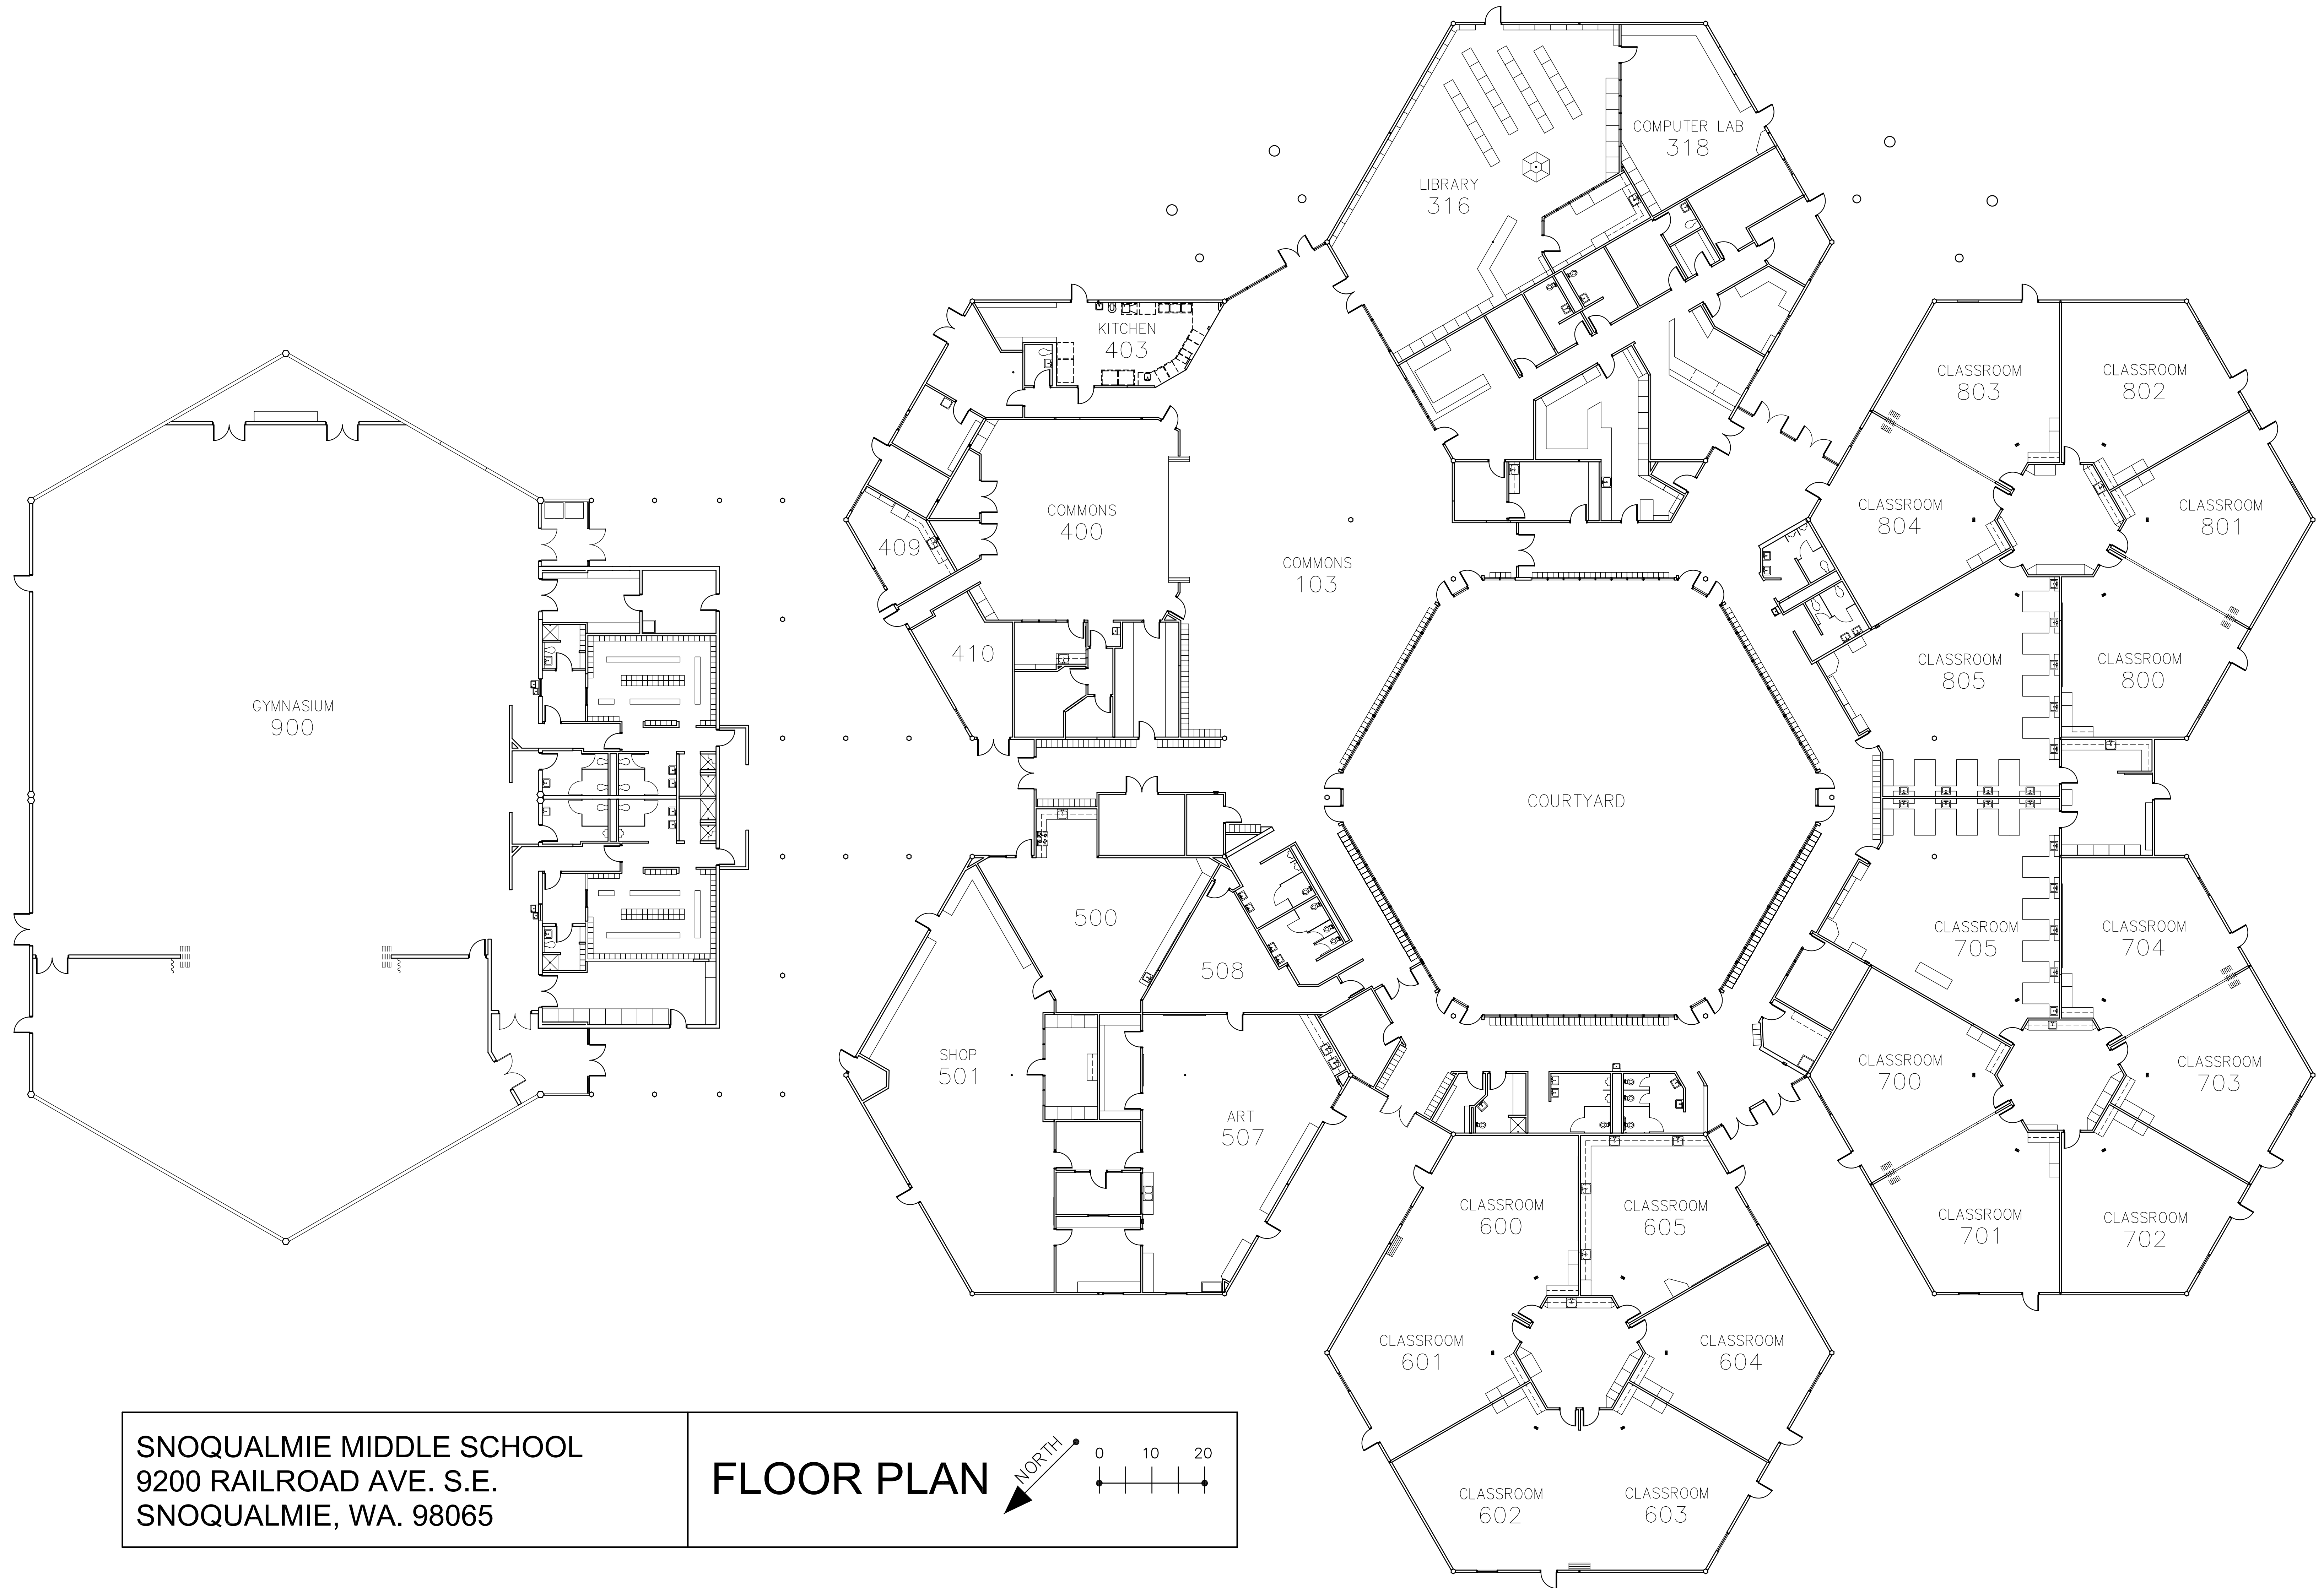 COMPUTER LAB
318
LIBRARY
316
KITCHEN
403
CLASSROOM
803
CLASSROOM
802
COMMONS
400
CLASSROOM
804
CLASSROOM
801
409
COMMONS
103
410
CLASSROOM
805
CLASSROOM
800
GYMNASIUM
900
COURTYARD
500
CLASSROOM
705
CLASSROOM
704
508
SHOP
501
CLASSROOM
700
CLASSROOM
703
ART
507
CLASSROOM
600
CLASSROOM
605
CLASSROOM
701
CLASSROOM
702
CLASSROOM
601
CLASSROOM
604
CLASSROOM
602
CLASSROOM
603
SNOQUALMIE MIDDLE SCHOOL
9200 RAILROAD AVE. S.E.
SNOQUALMIE, WA. 98065
FLOOR PLAN
NORTH
0 10 20